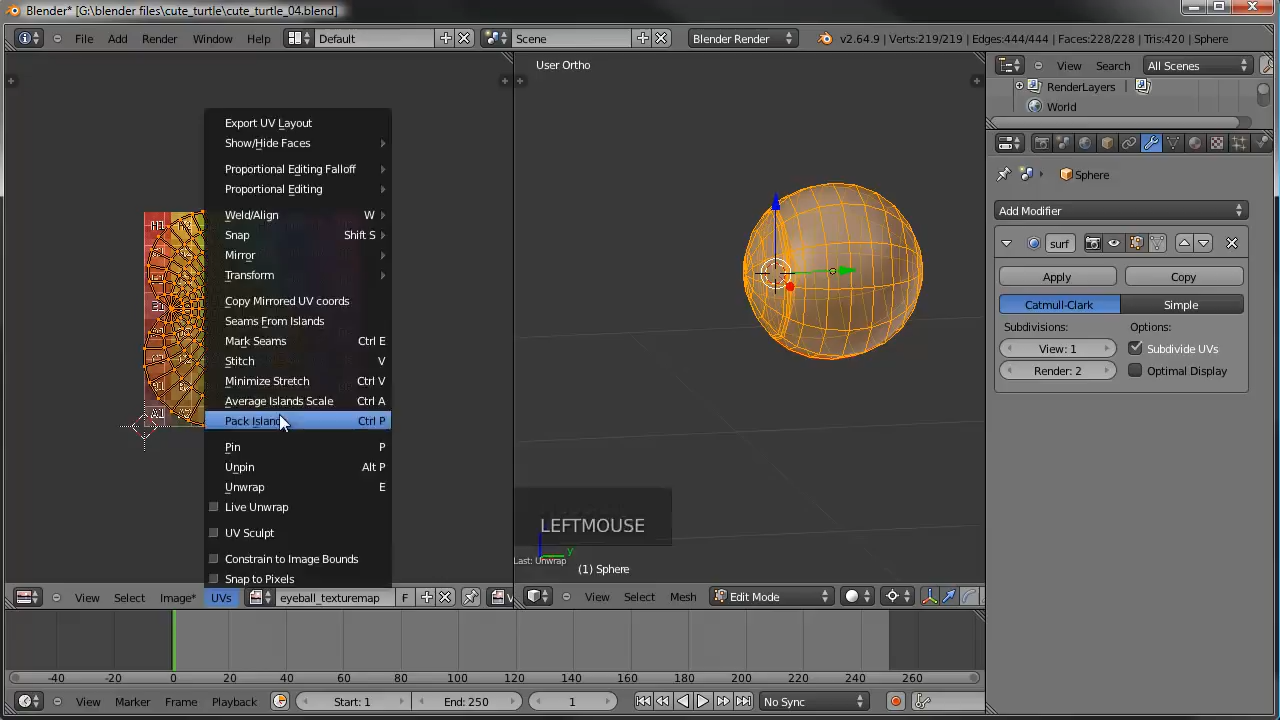 Blender* [G:\blender files\cute_turtle\cute_turtle_04.blend]
File Add Render Window Help Default Scene Blender Render v2.64.9 | Verts:219/219 | Edges:444/444 | Faces:228/228 | Tris:420 | Sphere
User Ortho
View Search All Scenes
RenderLayers
World
Sphere
Add Modifier
surf
Apply Copy
Catmull-Clark Simple
Subdivisions: Options:
View: 1 Subdivide UVs
Render: 2 Optimal Display
Export UV Layout
Show/Hide Faces
Proportional Editing Falloff
Proportional Editing
Weld/Align W
Snap Shift S
Mirror
Transform
Copy Mirrored UV coords
Seams From Islands
Mark Seams Ctrl E
Stitch V
Minimize Stretch Ctrl V
Average Islands Scale Ctrl A
Pack Islan Ctrl P
Pin P
Unpin Alt P
Unwrap E
Live Unwrap
UV Sculpt
Constrain to Image Bounds
Snap to Pixels
H1
A1
LEFTMOUSE
y
Last: Unwrap
(1) Sphere
View Select Image* UVs eyeball_texturemap F V
View Select Mesh Edit Mode
-40 -20 0 20 40 60 80 100 120 140 160 180 200 220 240 260
View Marker Frame Playback Start: 1 End: 250 1 No Sync